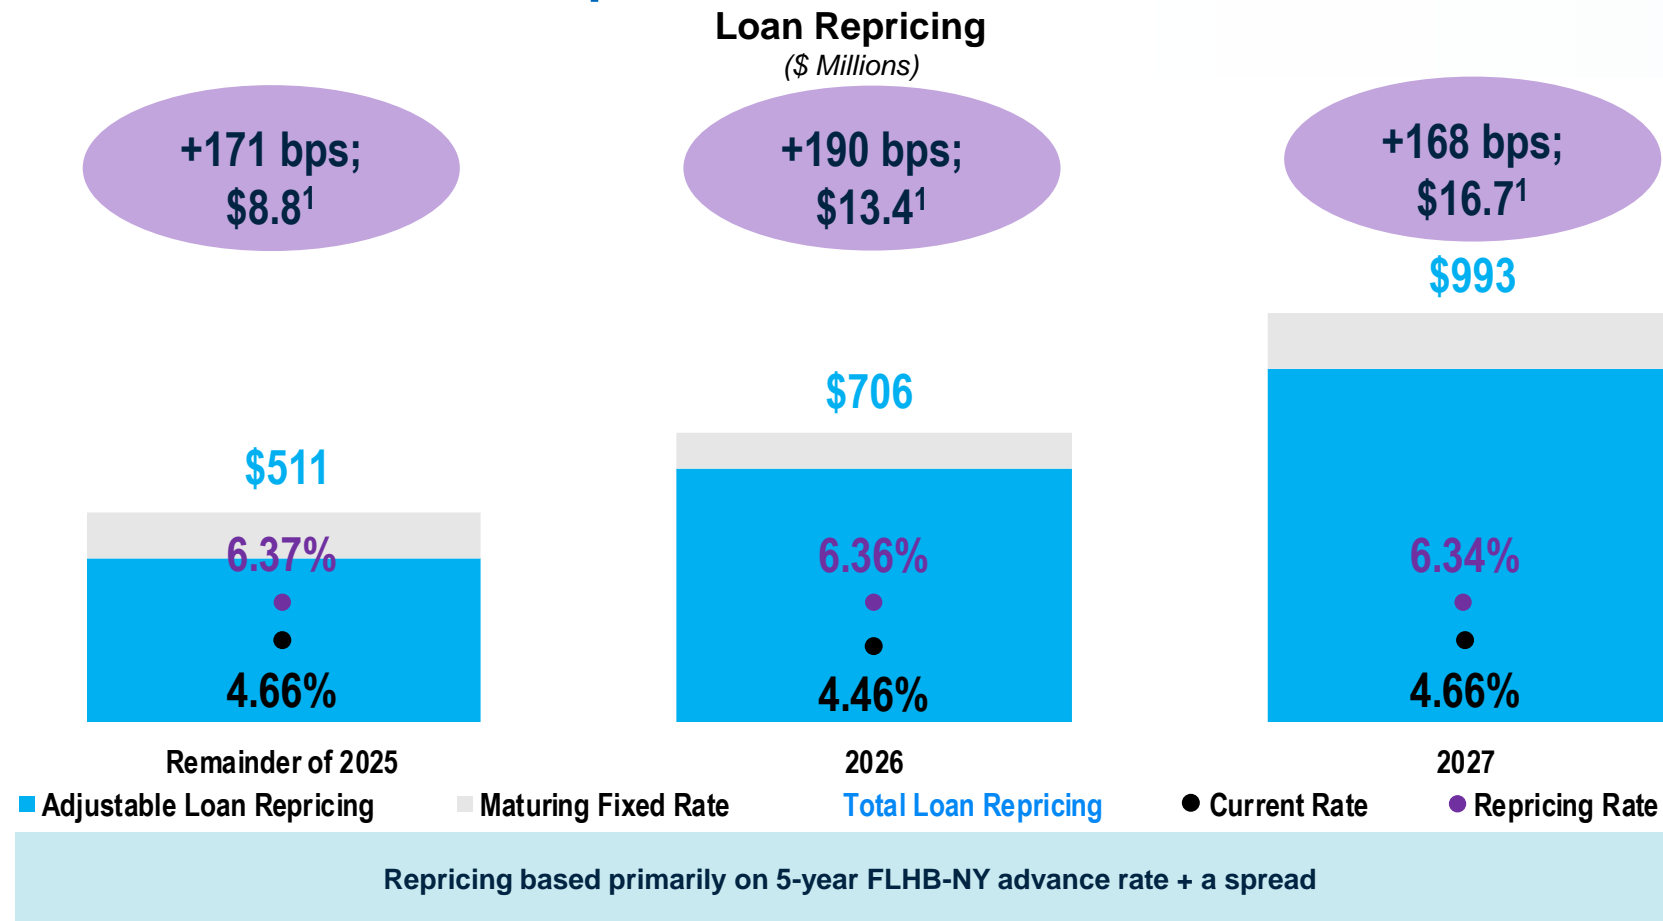 Loan Repricing
($ Millions)
+171 bps;
$8.8¹
+190 bps;
$13.4¹
+168 bps;
$16.7¹
$511
$706
$993
6.37%
4.66%
6.36%
4.46%
6.34%
4.66%
Remainder of 2025
2026
2027
Adjustable Loan Repricing
Maturing Fixed Rate
Total Loan Repricing
Current Rate
Repricing Rate
Repricing based primarily on 5-year FLHB-NY advance rate + a spread